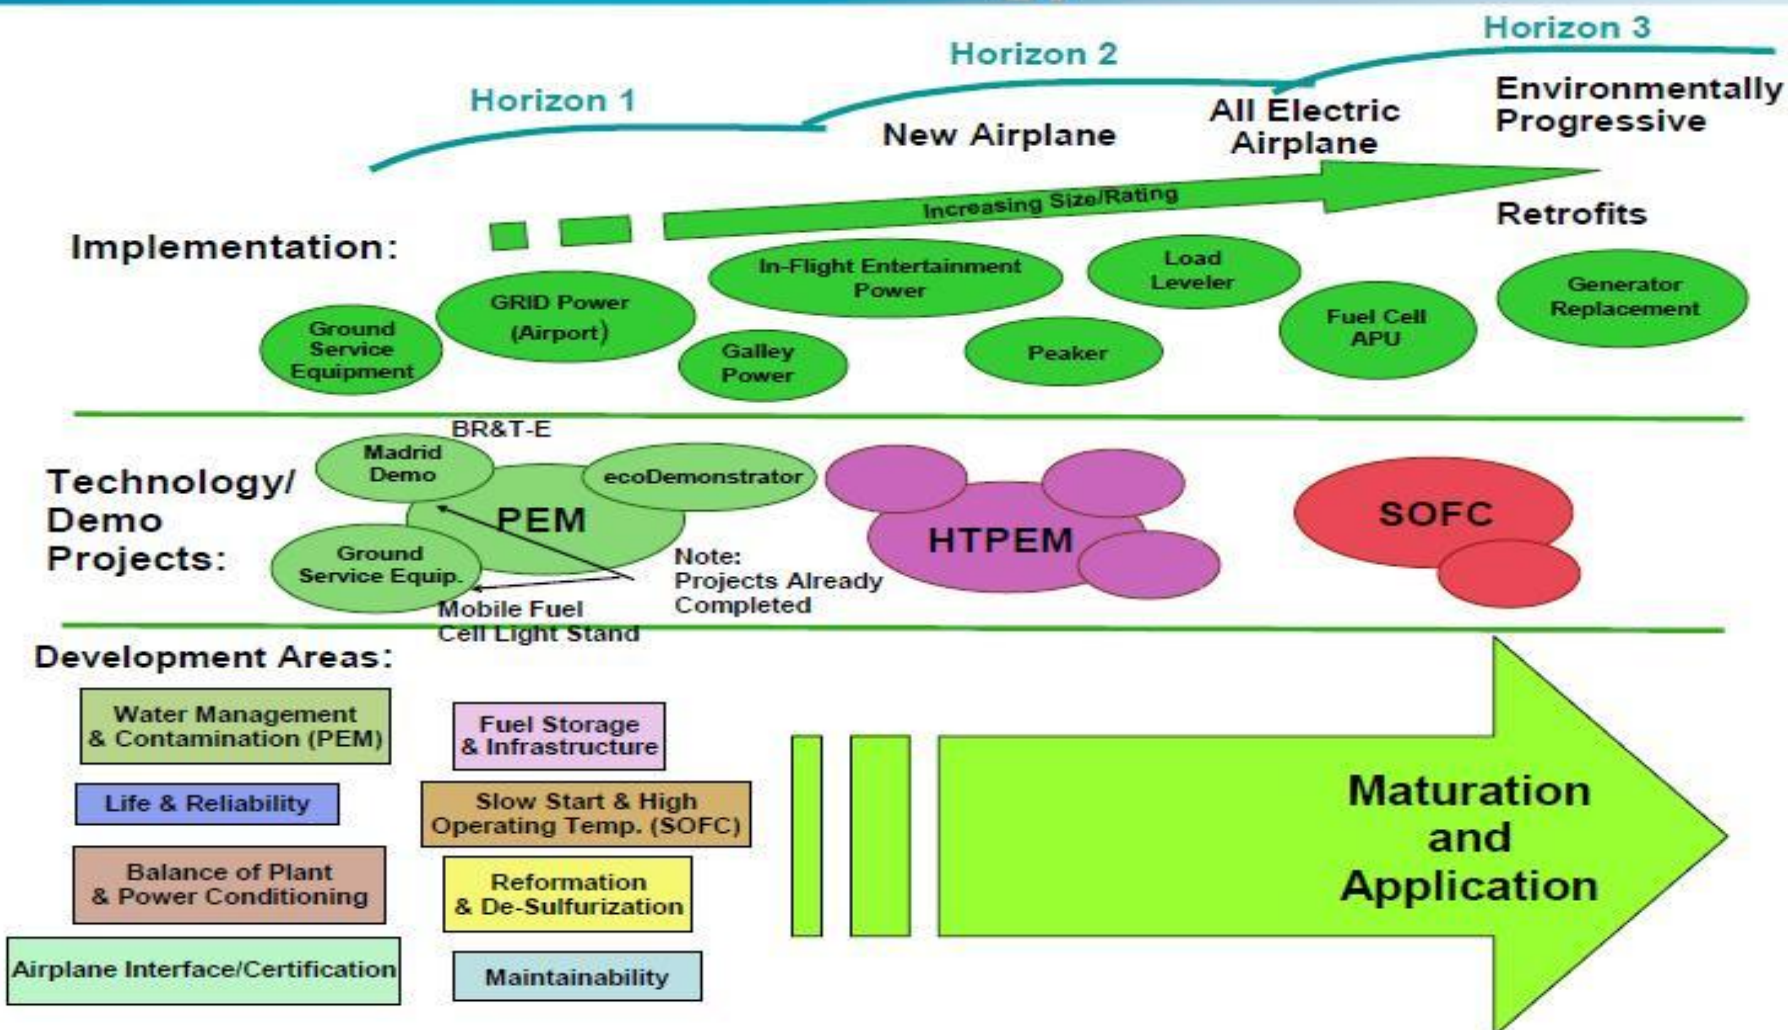 Horizon 1
Horizon 2
Horizon 3
New Airplane
All Electric
Airplane
Environmentally
Progressive
Increasing Size/Rating
Retrofits
Implementation:
Ground
Service
Equipment
GRID Power
(Airport)
In-Flight Entertainment
Power
Galley
Power
Load
Leveler
Peaker
Fuel Cell
APU
Generator
Replacement
Technology/
Demo
Projects:
BR&T-E
Madrid
Demo
ecoDemonstrator
PEM
Ground
Service Equip.
Mobile Fuel
Cell Light Stand
Note:
Projects Already
Completed
HTPEM
SOFC
Development Areas:
Water Management
& Contamination (PEM)
Fuel Storage
& Infrastructure
Life & Reliability
Slow Start & High
Operating Temp. (SOFC)
Balance of Plant
& Power Conditioning
Reformation
& De-Sulfurization
Airplane Interface/Certification
Maintainability
Maturation
and
Application